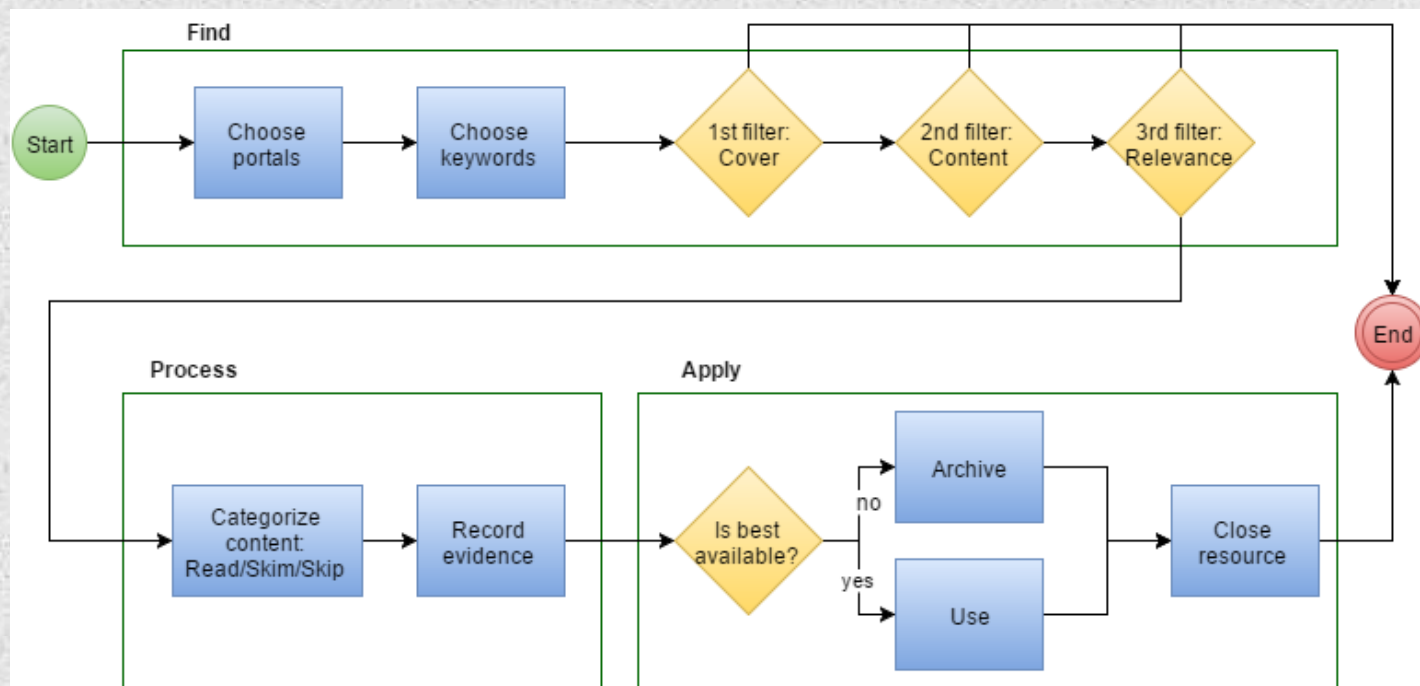 Find
Start
Choose
portals
Choose
keywords
1st filter:
Cover
2nd filter:
Content
3rd filter:
Relevance
End
Process
Apply
Categorize
content:
Read/Skim/Skip
Record
evidence
Is best
available?
no
yes
Archive
Use
Close
resource